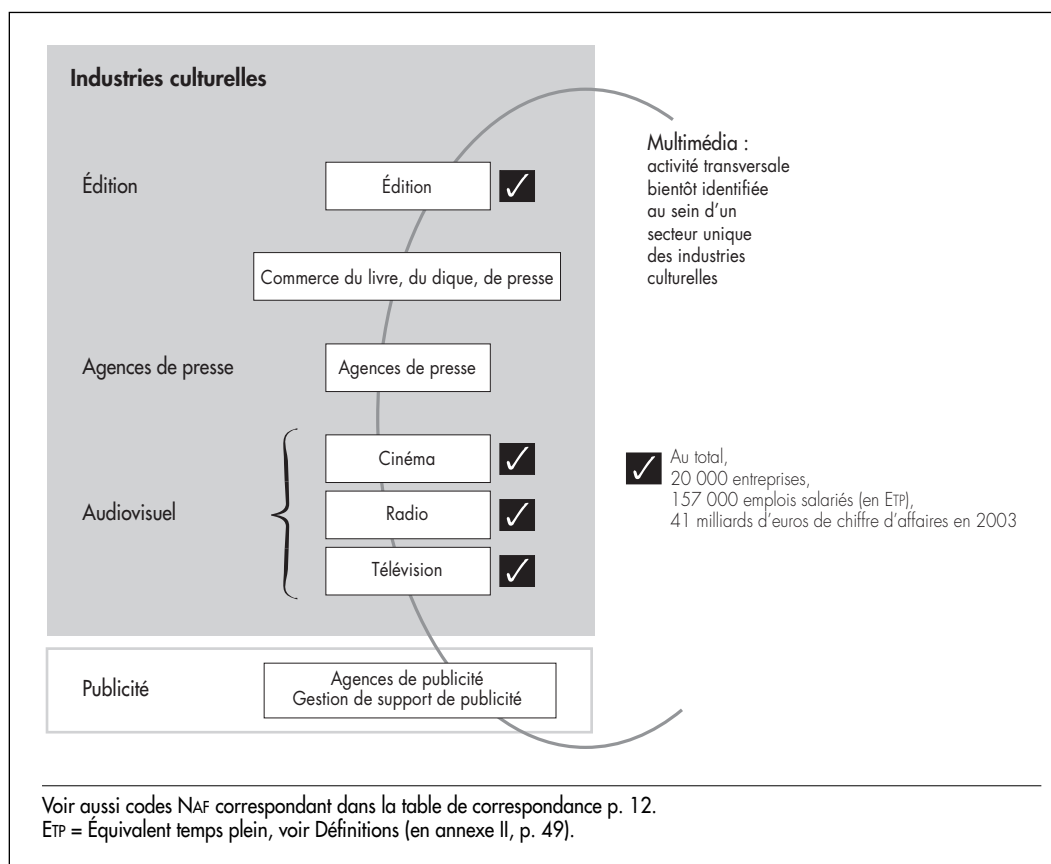 Industries culturelles
Édition
Édition
✓
Commerce du livre, du dique, de presse
Agences de presse
Agences de presse
Audiovisuel
Cinéma
✓
Radio
✓
Télévision
✓
Publicité
Agences de publicité
Gestion de support de publicité
Multimédia :
activité transversale
bientôt identifiée
au sein d’un
secteur unique
des industries
culturelles
✓
Au total,
20 000 entreprises,
157 000 emplois salariés (en ETP),
41 milliards d’euros de chiffre d’affaires en 2003
Voir aussi codes NAF correspondant dans la table de correspondance p. 12.
ETP = Équivalent temps plein, voir Définitions (en annexe II, p. 49).